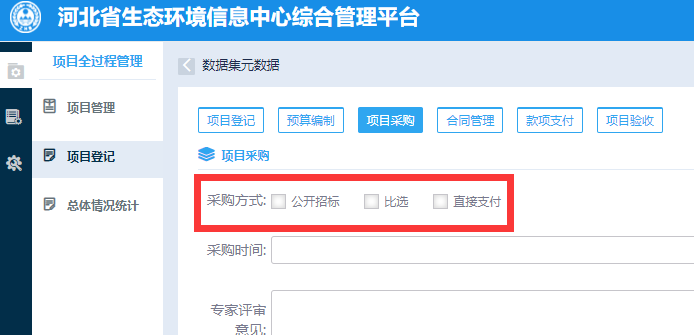 河北省生态环境信息中心综合管理平台
项目全过程管理
数据集元数据
项目管理
项目登记 预算编制 项目采购 合同管理 款项支付 项目验收
项目登记
项目采购
总体情况统计
采购方式: 公开招标 比选 直接支付
采购时间:
专家评审
意见: